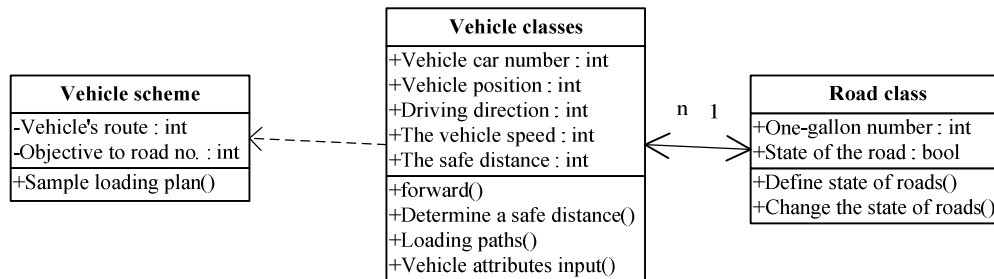 Vehicle scheme
-Vehicle's route : int
-Objective to road no. : int
+Sample loading plan()
Vehicle classes
+Vehicle car number : int
+Vehicle position : int
+Driving direction : int
+The vehicle speed : int
+The safe distance : int
+forward()
+Determine a safe distance()
+Loading paths()
+Vehicle attributes input()
n 1
Road class
+One-gallon number : int
+State of the road : bool
+Define state of roads()
+Change the state of roads()